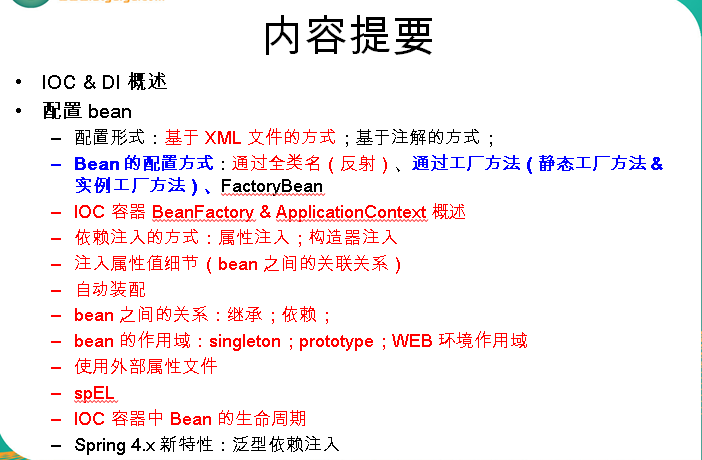 内容提要
• IOC & DI 概述
• 配置 bean
– 配置形式：基于 XML 文件的方式；基于注解的方式；
– Bean 的配置方式：通过全类名（反射）、通过工厂方法（静态工厂方法 &
实例工厂方法）、FactoryBean
– IOC 容器 BeanFactory & ApplicationContext 概述
– 依赖注入的方式：属性注入；构造器注入
– 注入属性值细节（bean 之间的关联关系）
– 自动装配
– bean 之间的关系：继承；依赖；
– bean 的作用域：singleton；prototype；WEB 环境作用域
– 使用外部属性文件
– spEL
– IOC 容器中 Bean 的生命周期
– Spring 4.x 新特性：泛型依赖注入